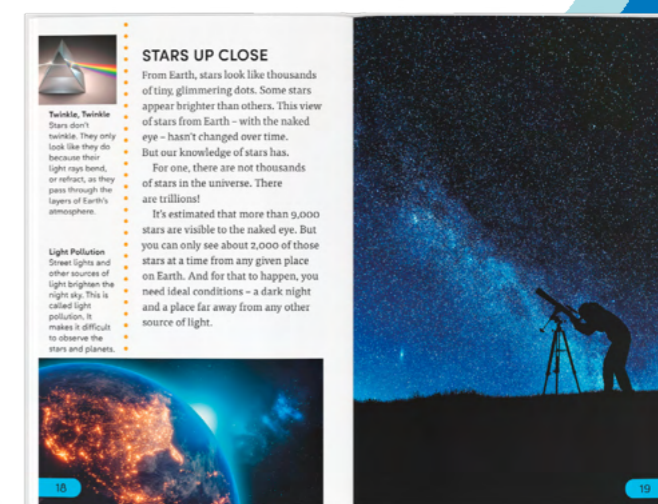 STARS UP CLOSE
From Earth, stars look like thousands
of tiny, glimmering dots. Some stars
appear brighter than others. This view
of stars from Earth – with the naked
eye – hasn't changed over time.
But our knowledge of stars has.
For one, there are not thousands
of stars in the universe. There
are trillions!
It's estimated that more than 9,000
stars are visible to the naked eye. But
you can only see about 2,000 of those
stars at a time from any given place
on Earth. And for that to happen, you
need ideal conditions – a dark night
and a place far away from any other
source of light.
Twinkle, Twinkle
Stars don't
twinkle. They only
look like they do
because their
light rays bend,
or refract, as they
pass through the
layers of Earth's
atmosphere.
Light Pollution
Street lights and
other sources of
light brighten the
night sky. This is
called light
pollution. It
makes it difficult
to observe the
stars and planets.
18
19